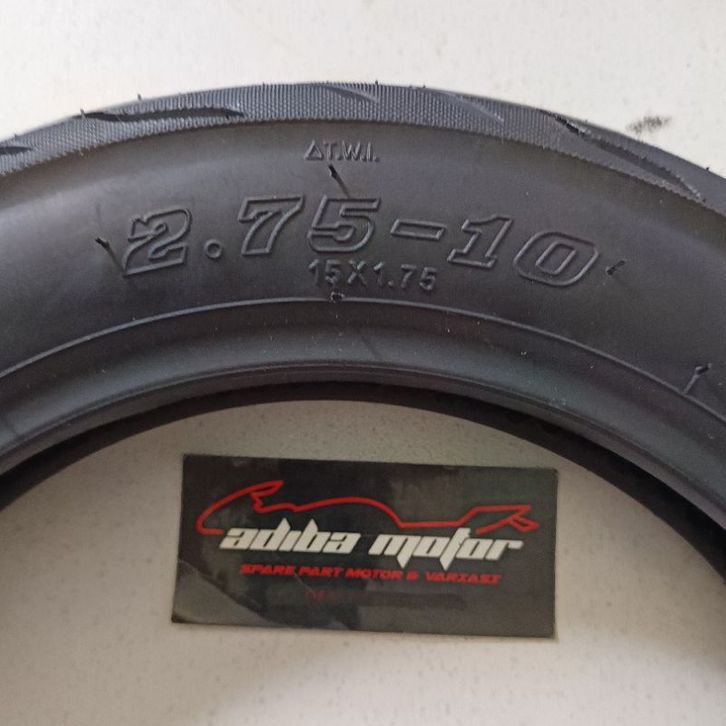 ΔT.W.I.
2.75-10
15X1.75
adiba motor
SPARE PART MOTOR & VARIASI